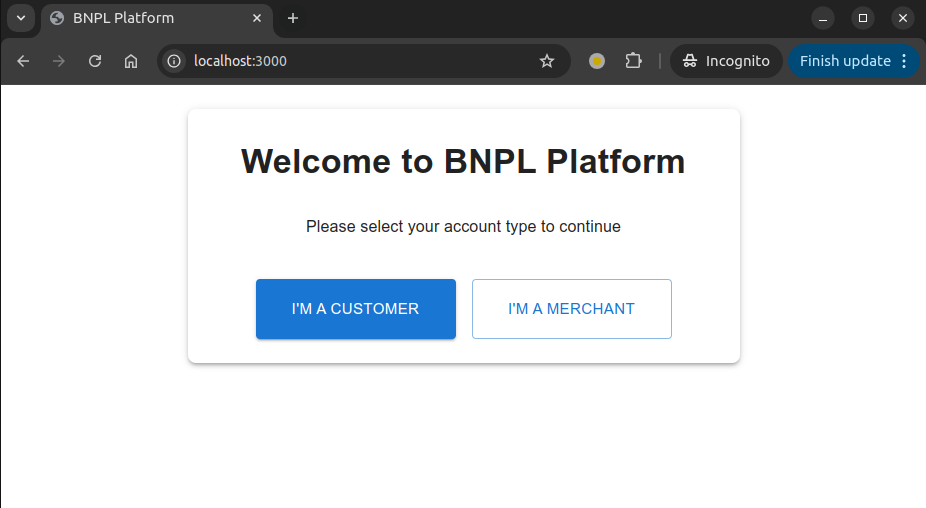 BNPL Platform
localhost:3000
Incognito
Finish update
Welcome to BNPL Platform
Please select your account type to continue
I'M A CUSTOMER
I'M A MERCHANT